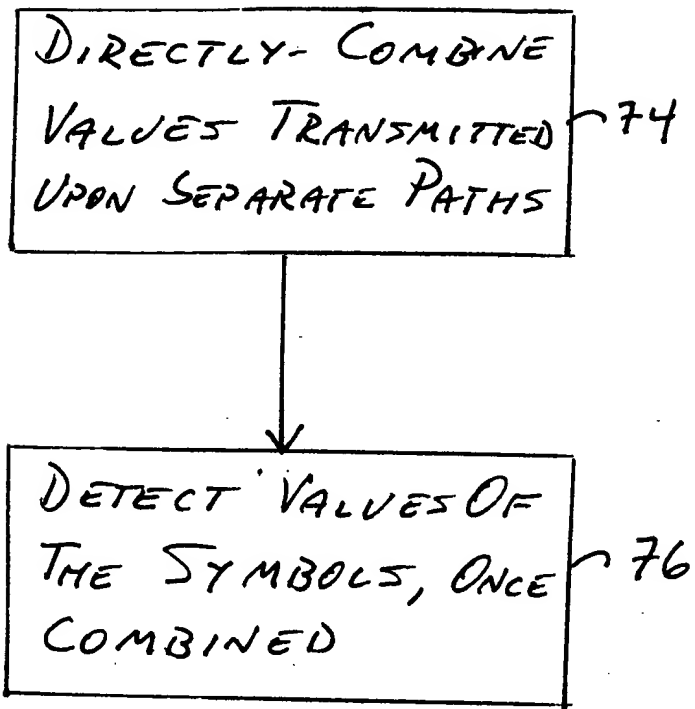 DIRECTLY- COMBINE
VALUES TRANSMITTED
UPON SEPARATE PATHS
74
DETECT VALUES OF
THE SYMBOLS, ONCE
COMBINED
76